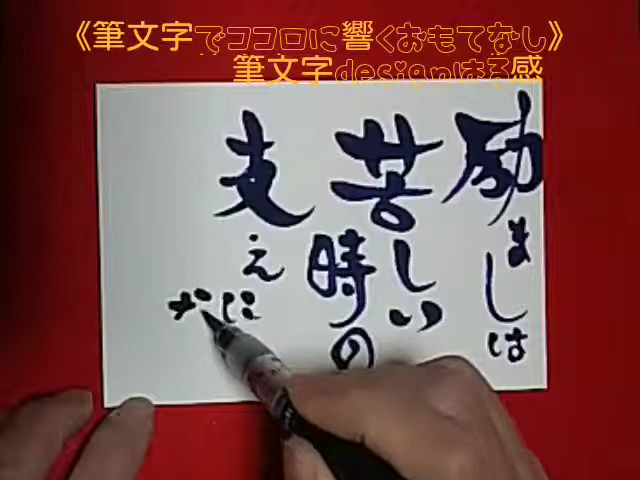 《筆文字でココロに響くおもてなし》
筆文字designはる感
励ましは
苦しい
時の
支えに
な